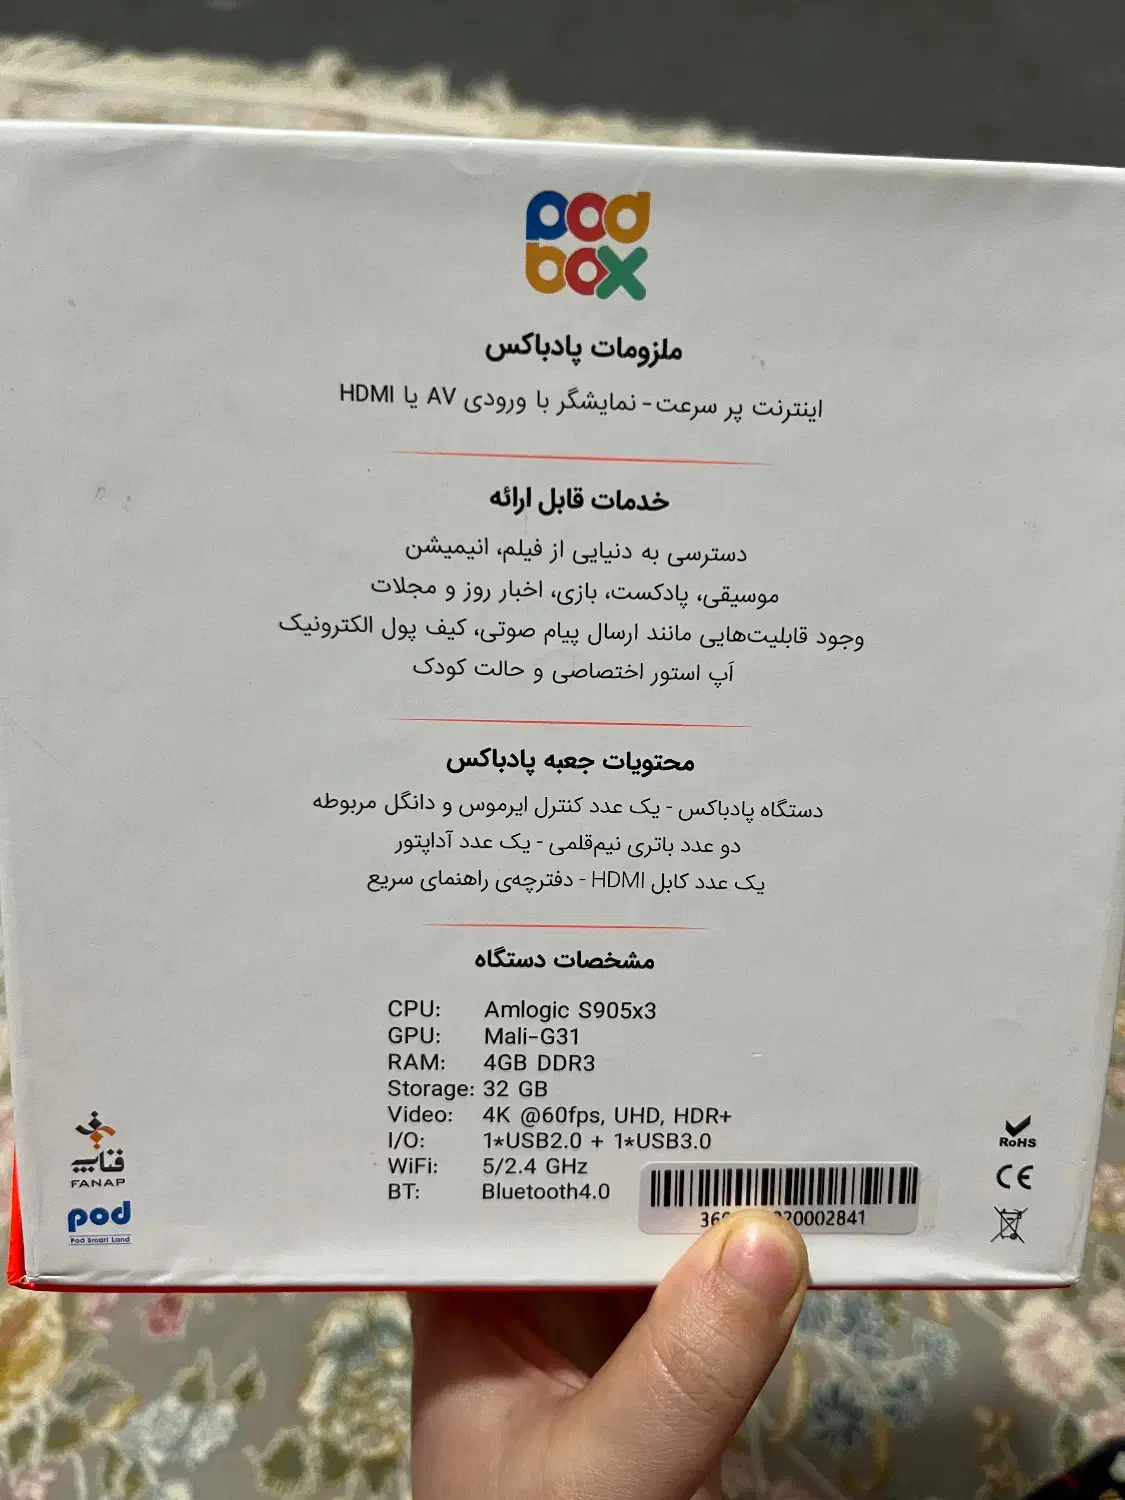 pod
box
ملزومات پادباکس
اینترنت پر سرعت - نمایشگر با ورودی AV یا HDMI
خدمات قابل ارائه
دسترسی به دنیایی از فیلم، انیمیشن
موسیقی، پادکست، بازی، اخبار روز و مجلات
وجود قابلیت‌هایی مانند ارسال پیام صوتی، کیف پول الکترونیک
اَپ استور اختصاصی و حالت کودک
محتویات جعبه پادباکس
دستگاه پادباکس - یک عدد کنترل ایرموس و دانگل مربوطه
دو عدد باتری نیم‌قلمی - یک عدد آداپتور
یک عدد کابل HDMI - دفترچه‌ی راهنمای سریع
مشخصات دستگاه
CPU: Amlogic S905x3
GPU: Mali-G31
RAM: 4GB DDR3
Storage: 32 GB
Video: 4K @60fps, UHD, HDR+
I/O: 1*USB2.0 + 1*USB3.0
WiFi: 5/2.4 GHz
BT: Bluetooth4.0
فناپ
FANAP
pod
Pod Smart Land
RoHS
CE